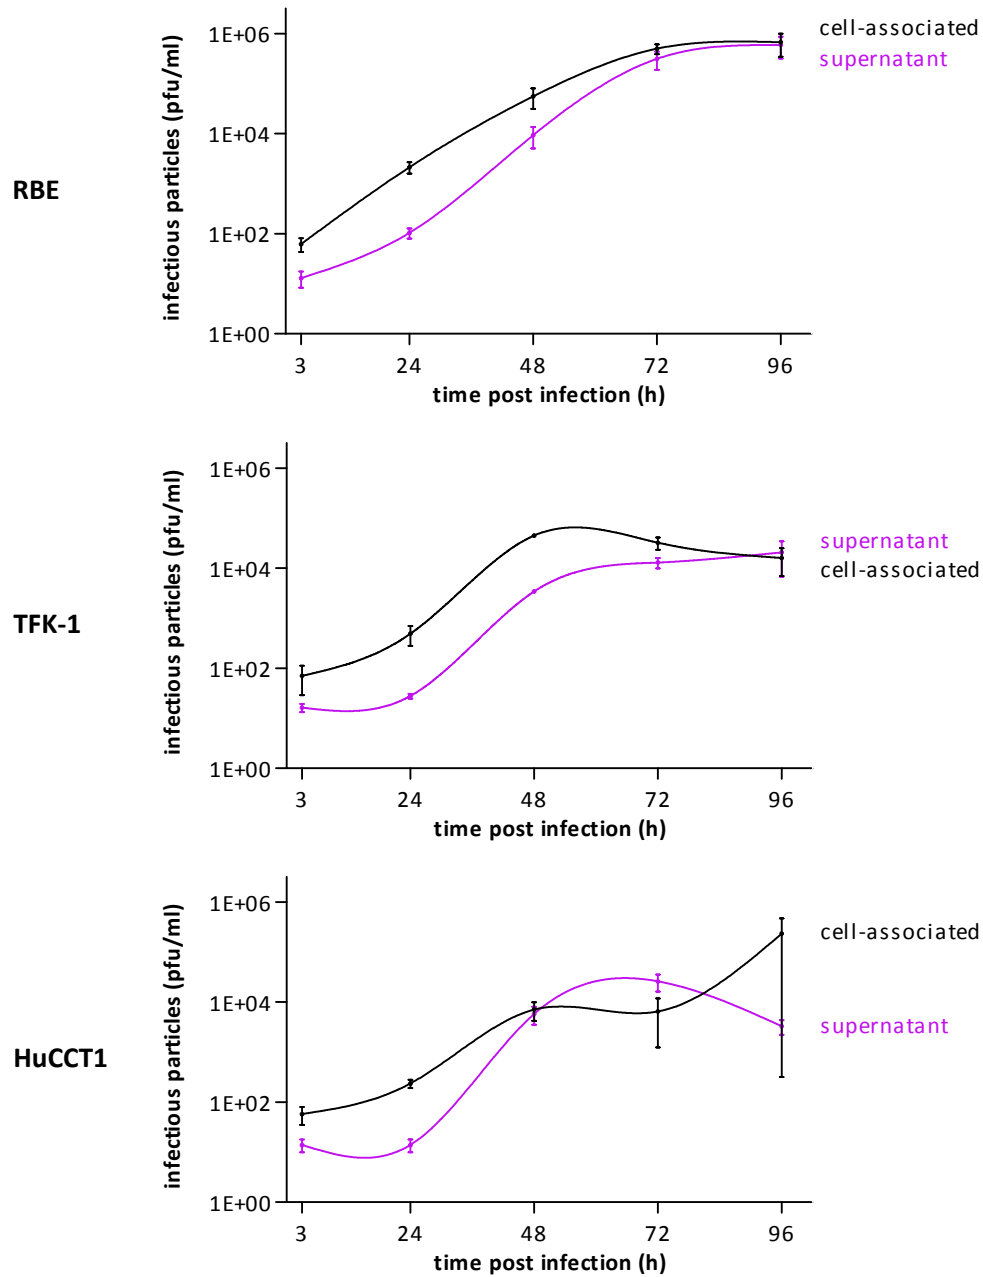 RBE
infectious particles (pfu/ml)
1E+06
1E+04
1E+02
1E+00
3 24 48 72 96
time post infection (h)
cell-associated
supernatant
TFK-1
infectious particles (pfu/ml)
1E+06
1E+04
1E+02
1E+00
3 24 48 72 96
time post infection (h)
supernatant
cell-associated
HuCCT1
infectious particles (pfu/ml)
1E+06
1E+04
1E+02
1E+00
3 24 48 72 96
time post infection (h)
cell-associated
supernatant